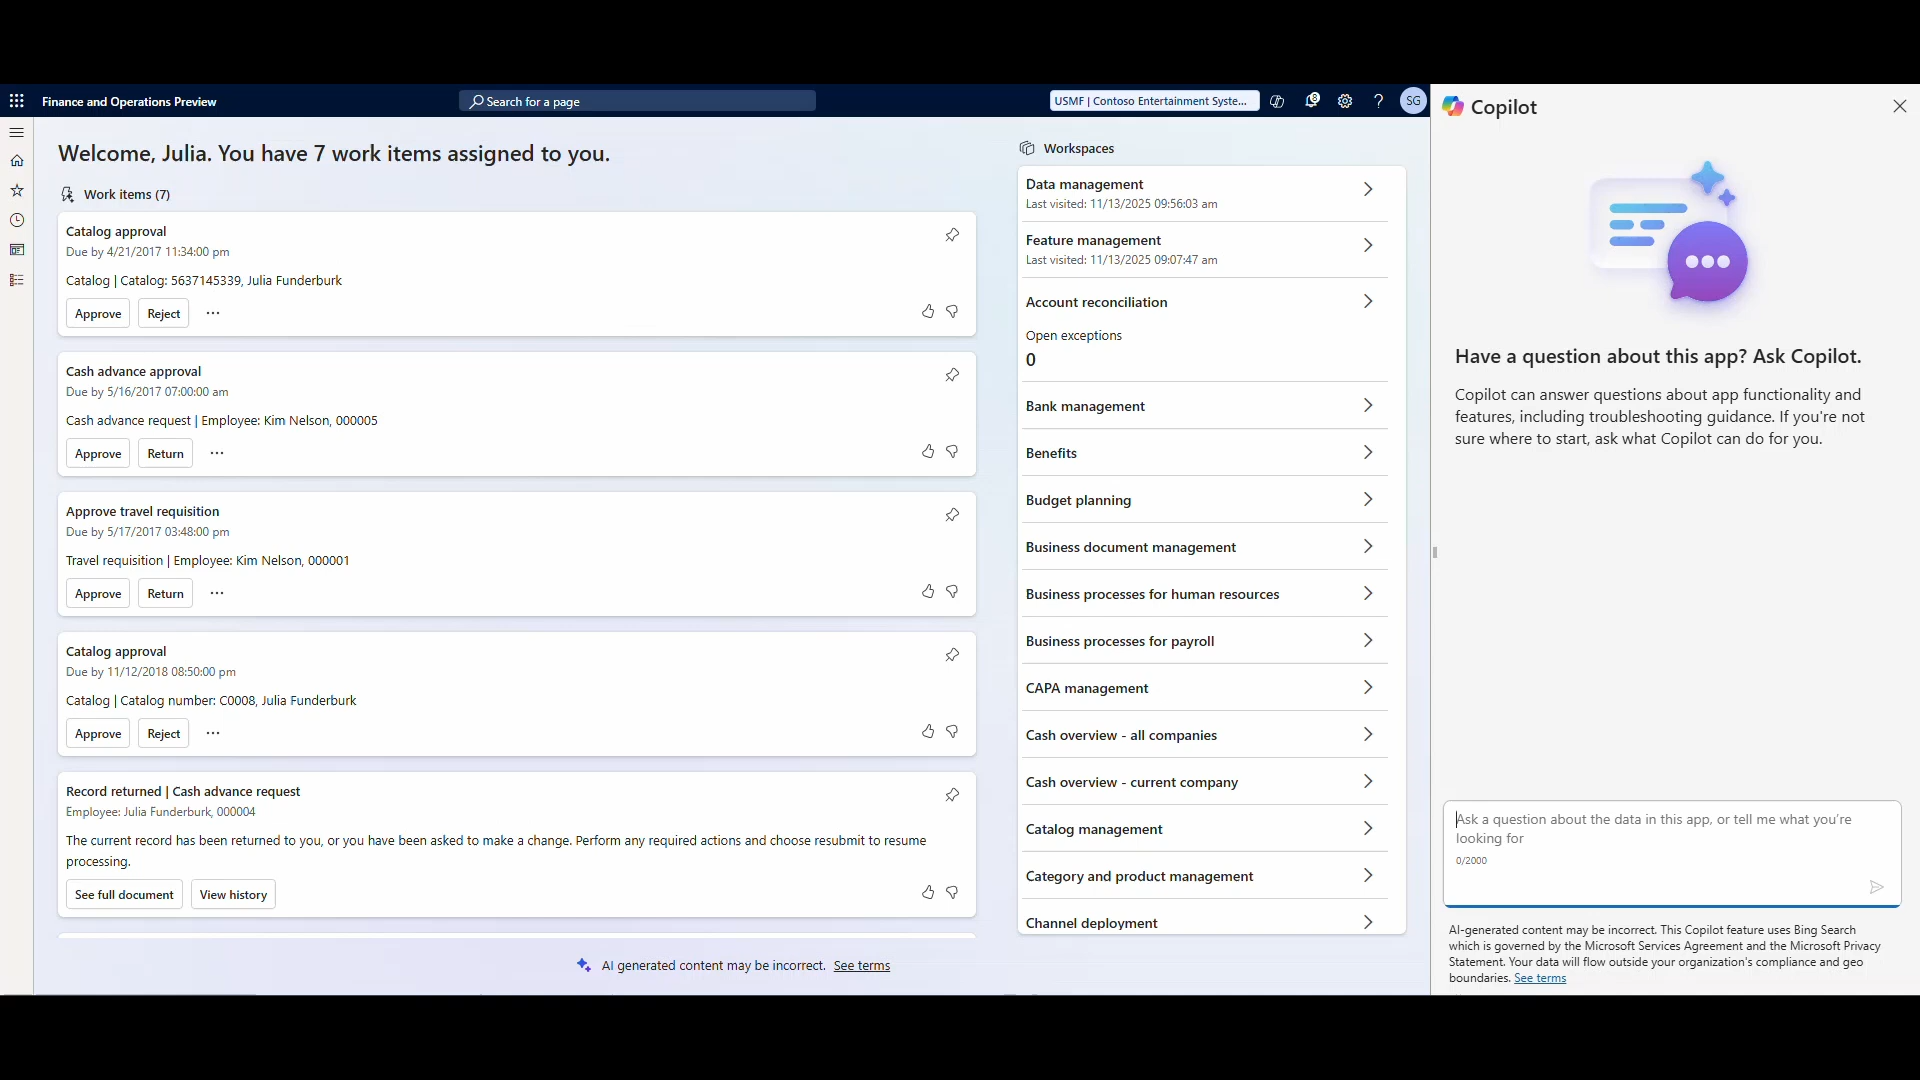 Finance and Operations Preview
Search for a page
USMF | Contoso Entertainment Syste...
8
?
SG
Copilot
Welcome, Julia. You have 7 work items assigned to you.
Work items (7)
Catalog approval
Due by 4/21/2017 11:34:00 pm
Catalog | Catalog: 5637145339, Julia Funderburk
Approve
Reject
...
Cash advance approval
Due by 5/16/2017 07:00:00 am
Cash advance request | Employee: Kim Nelson, 000005
Approve
Return
...
Approve travel requisition
Due by 5/17/2017 03:48:00 pm
Travel requisition | Employee: Kim Nelson, 000001
Approve
Return
...
Catalog approval
Due by 11/12/2018 08:50:00 pm
Catalog | Catalog number: C0008, Julia Funderburk
Approve
Reject
...
Record returned | Cash advance request
Employee: Julia Funderburk, 000004
The current record has been returned to you, or you have been asked to make a change. Perform any required actions and choose resubmit to resume
processing.
See full document
View history
AI generated content may be incorrect. See terms
Workspaces
Data management
Last visited: 11/13/2025 09:56:03 am
Feature management
Last visited: 11/13/2025 09:07:47 am
Account reconciliation
Open exceptions
0
Bank management
Benefits
Budget planning
Business document management
Business processes for human resources
Business processes for payroll
CAPA management
Cash overview - all companies
Cash overview - current company
Catalog management
Category and product management
Channel deployment
Have a question about this app? Ask Copilot.
Copilot can answer questions about app functionality and
features, including troubleshooting guidance. If you're not
sure where to start, ask what Copilot can do for you.
Ask a question about the data in this app, or tell me what you're
looking for
0/2000
AI-generated content may be incorrect. This Copilot feature uses Bing Search
which is governed by the Microsoft Services Agreement and the Microsoft Privacy
Statement. Your data will flow outside your organization's compliance and geo
boundaries. See terms